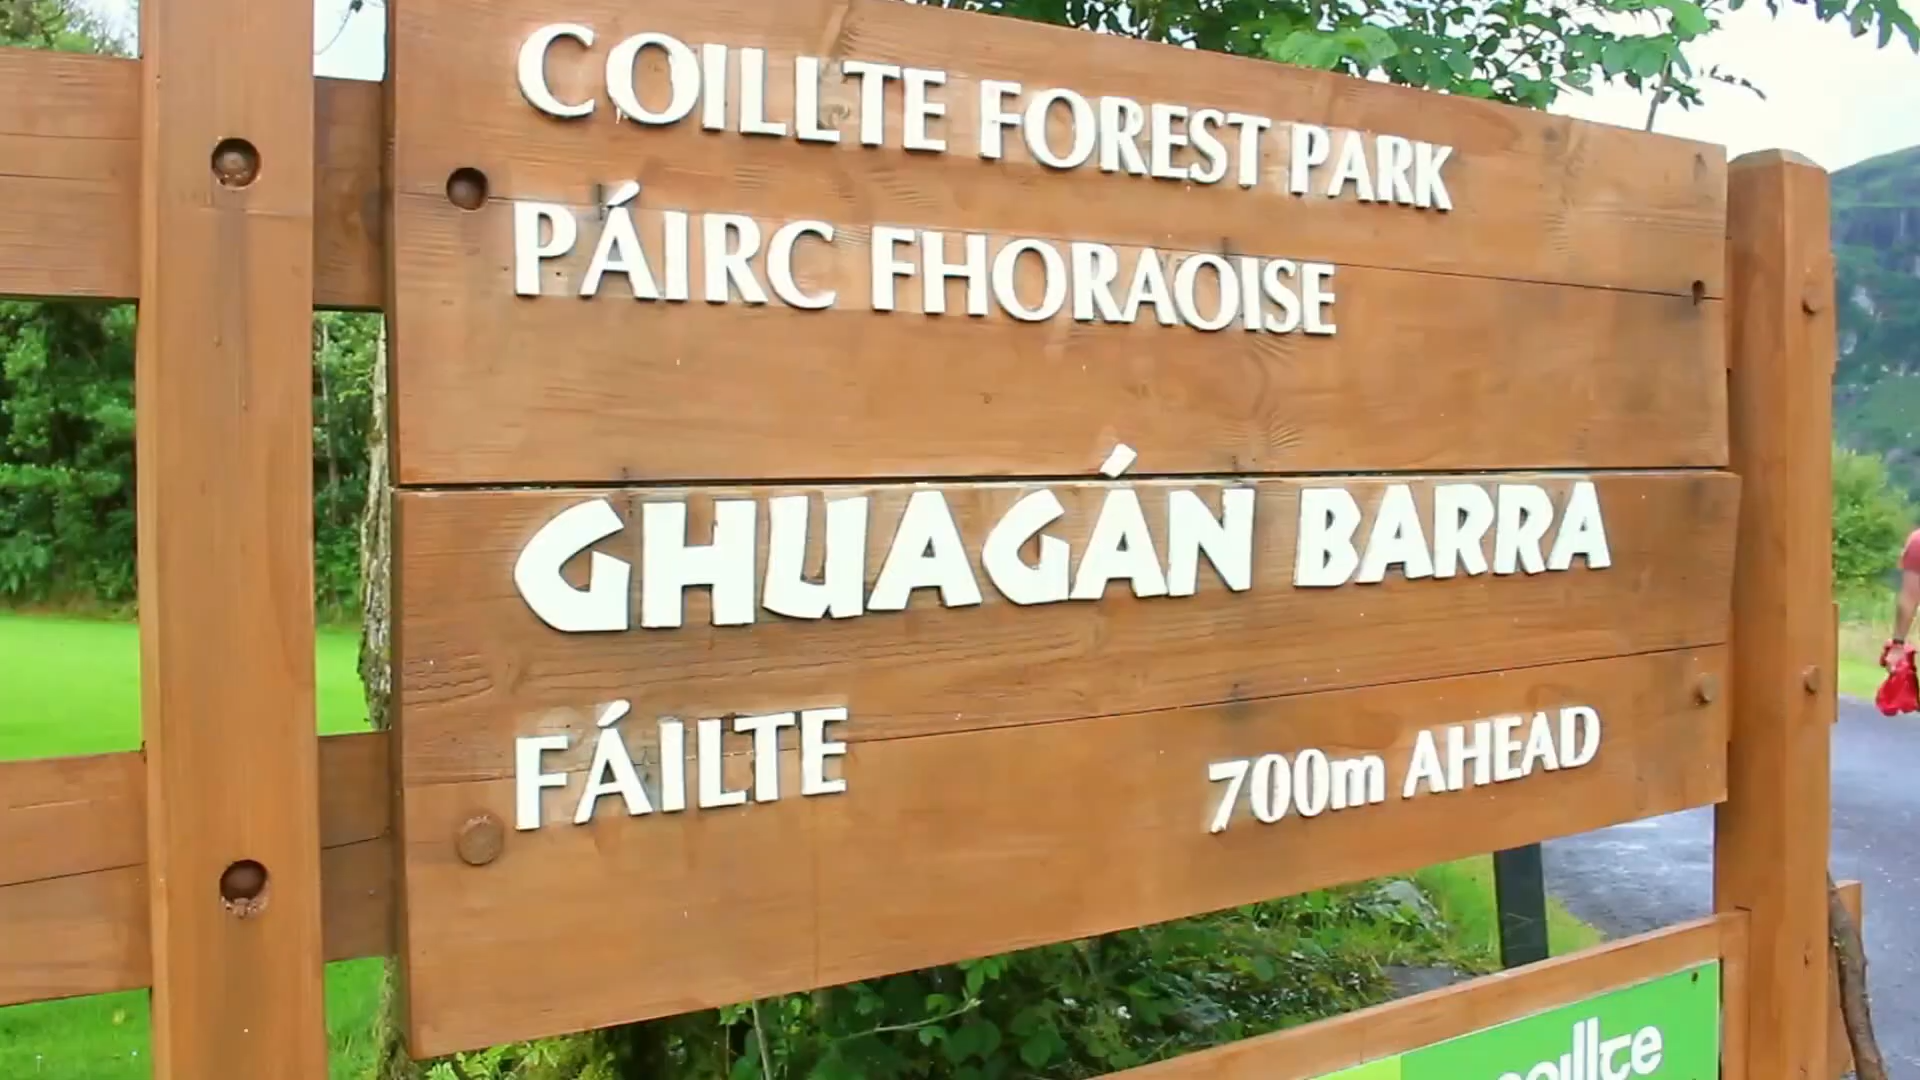 COILLTE FOREST PARK
PÁIRC FHORAOISE
GHUAGÁN BARRA
FÁILTE
700m AHEAD
coillte